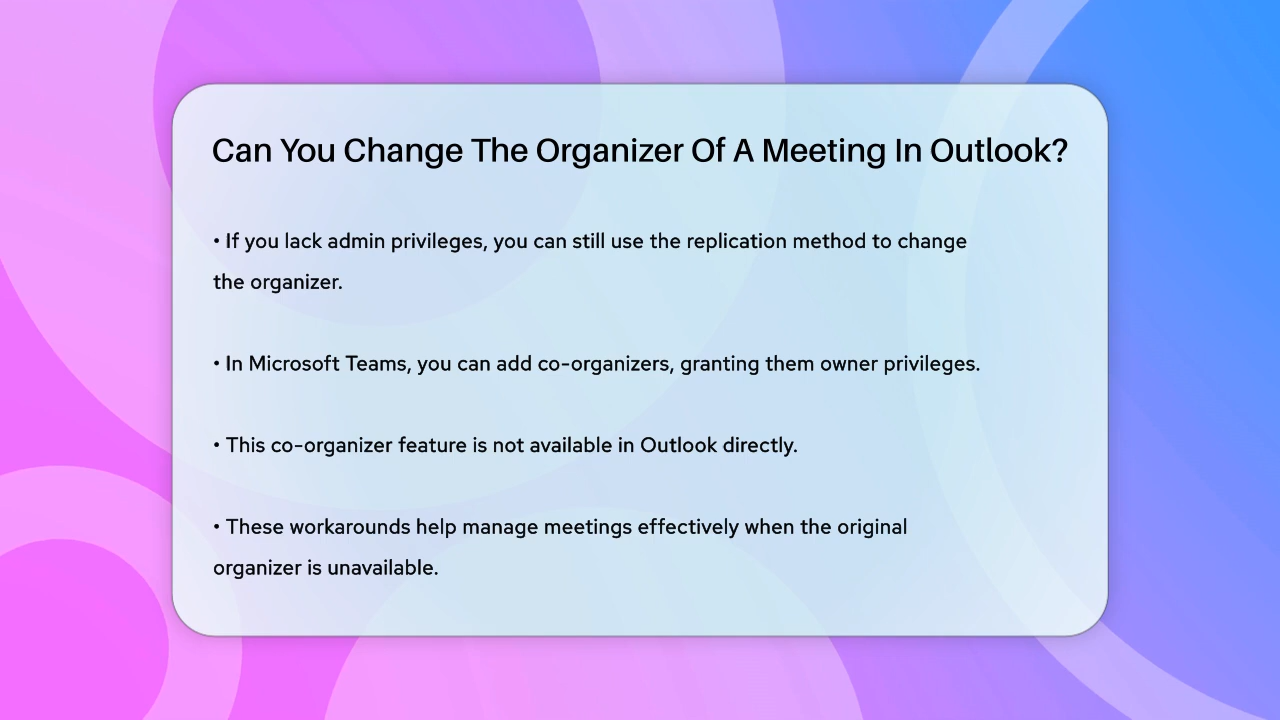 Can You Change The Organizer Of A Meeting In Outlook?
• If you lack admin privileges, you can still use the replication method to change
the organizer.
• In Microsoft Teams, you can add co-organizers, granting them owner privileges.
• This co-organizer feature is not available in Outlook directly.
• These workarounds help manage meetings effectively when the original
organizer is unavailable.